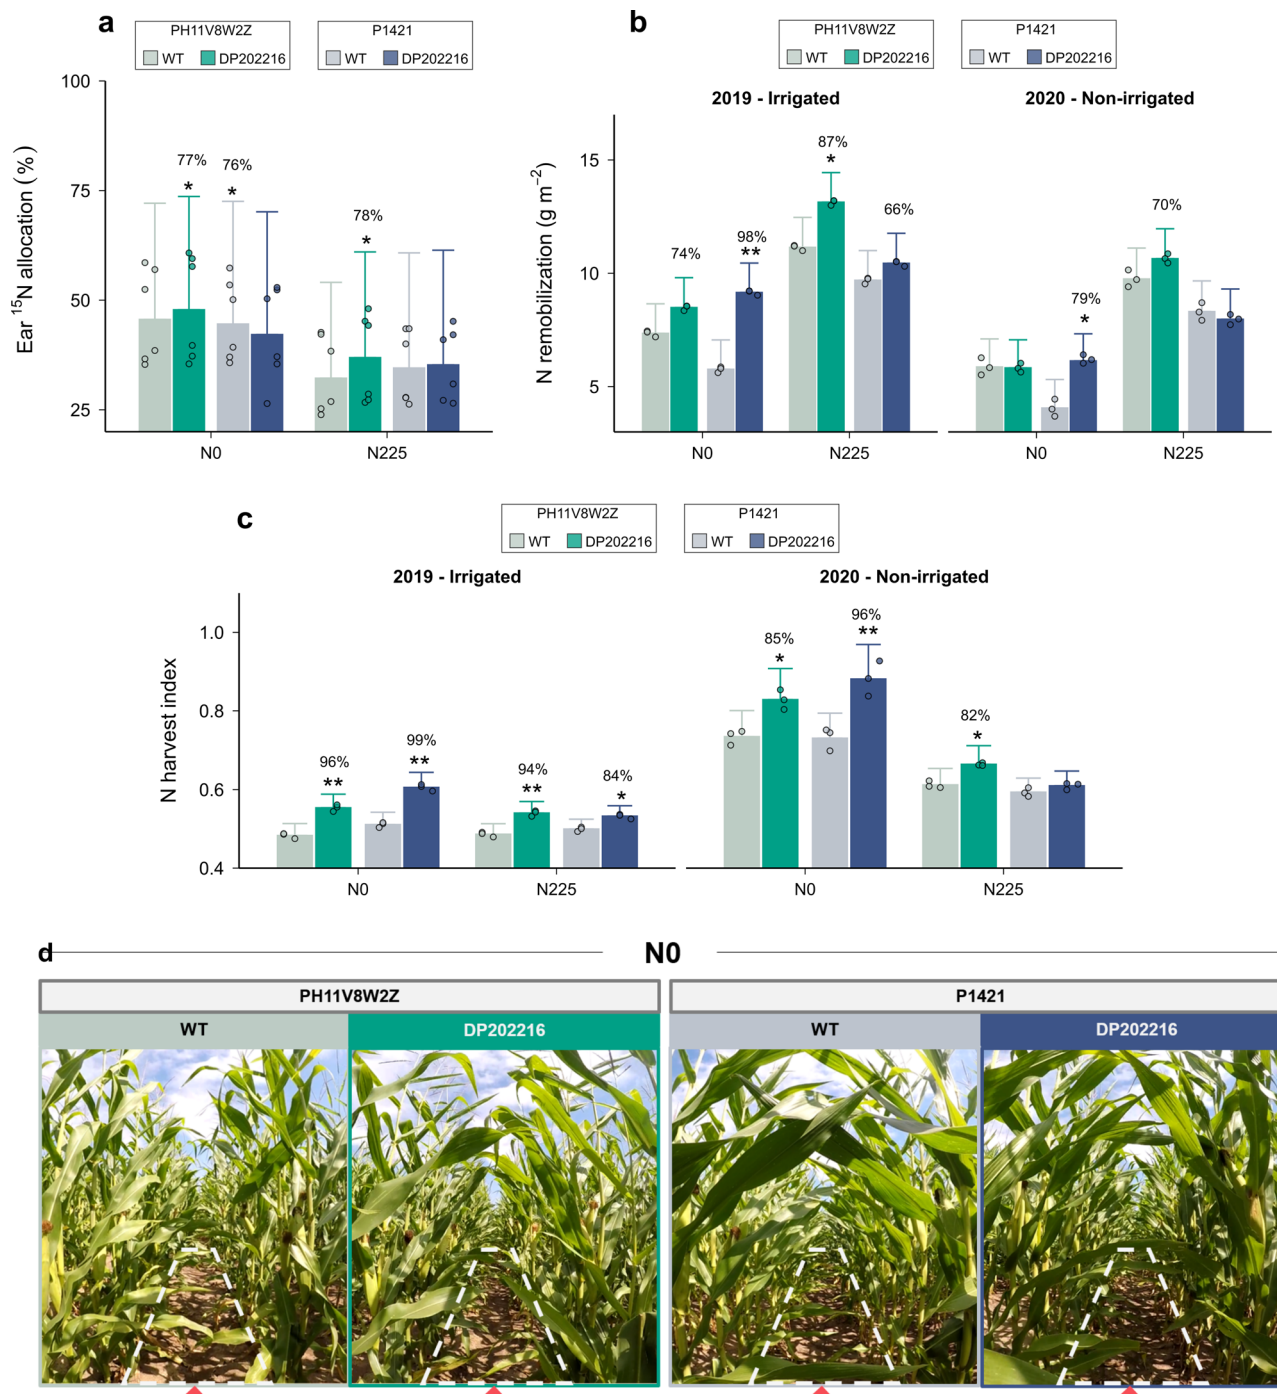 a
PH11V8W2Z
WT DP202216
P1421
WT DP202216
Ear ¹⁵N allocation (%)
100
75
50
25
77%
*
76%
*
78%
*
N0
N225
b
PH11V8W2Z
WT DP202216
P1421
WT DP202216
2019 - Irrigated
2020 - Non-irrigated
N remobilization (g m⁻²)
15
10
5
74%
98%
**
87%
*
66%
79%
*
70%
N0
N225
N0
N225
c
PH11V8W2Z
WT DP202216
P1421
WT DP202216
2019 - Irrigated
2020 - Non-irrigated
N harvest index
1.0
0.8
0.6
0.4
96%
**
99%
**
94%
**
84%
*
85%
*
96%
**
82%
*
N0
N225
N0
N225
d
N0
PH11V8W2Z
P1421
WT
DP202216
WT
DP202216